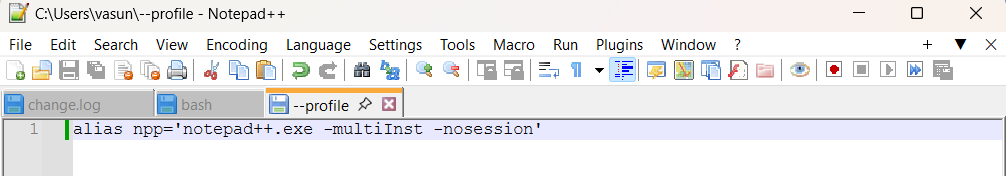 C:\Users\vasun\--profile - Notepad++
File Edit Search View Encoding Language Settings Tools Macro Run Plugins Window ? + ▼ X
change.log bash --profile
1 alias npp='notepad++.exe -multiInst -nosession'